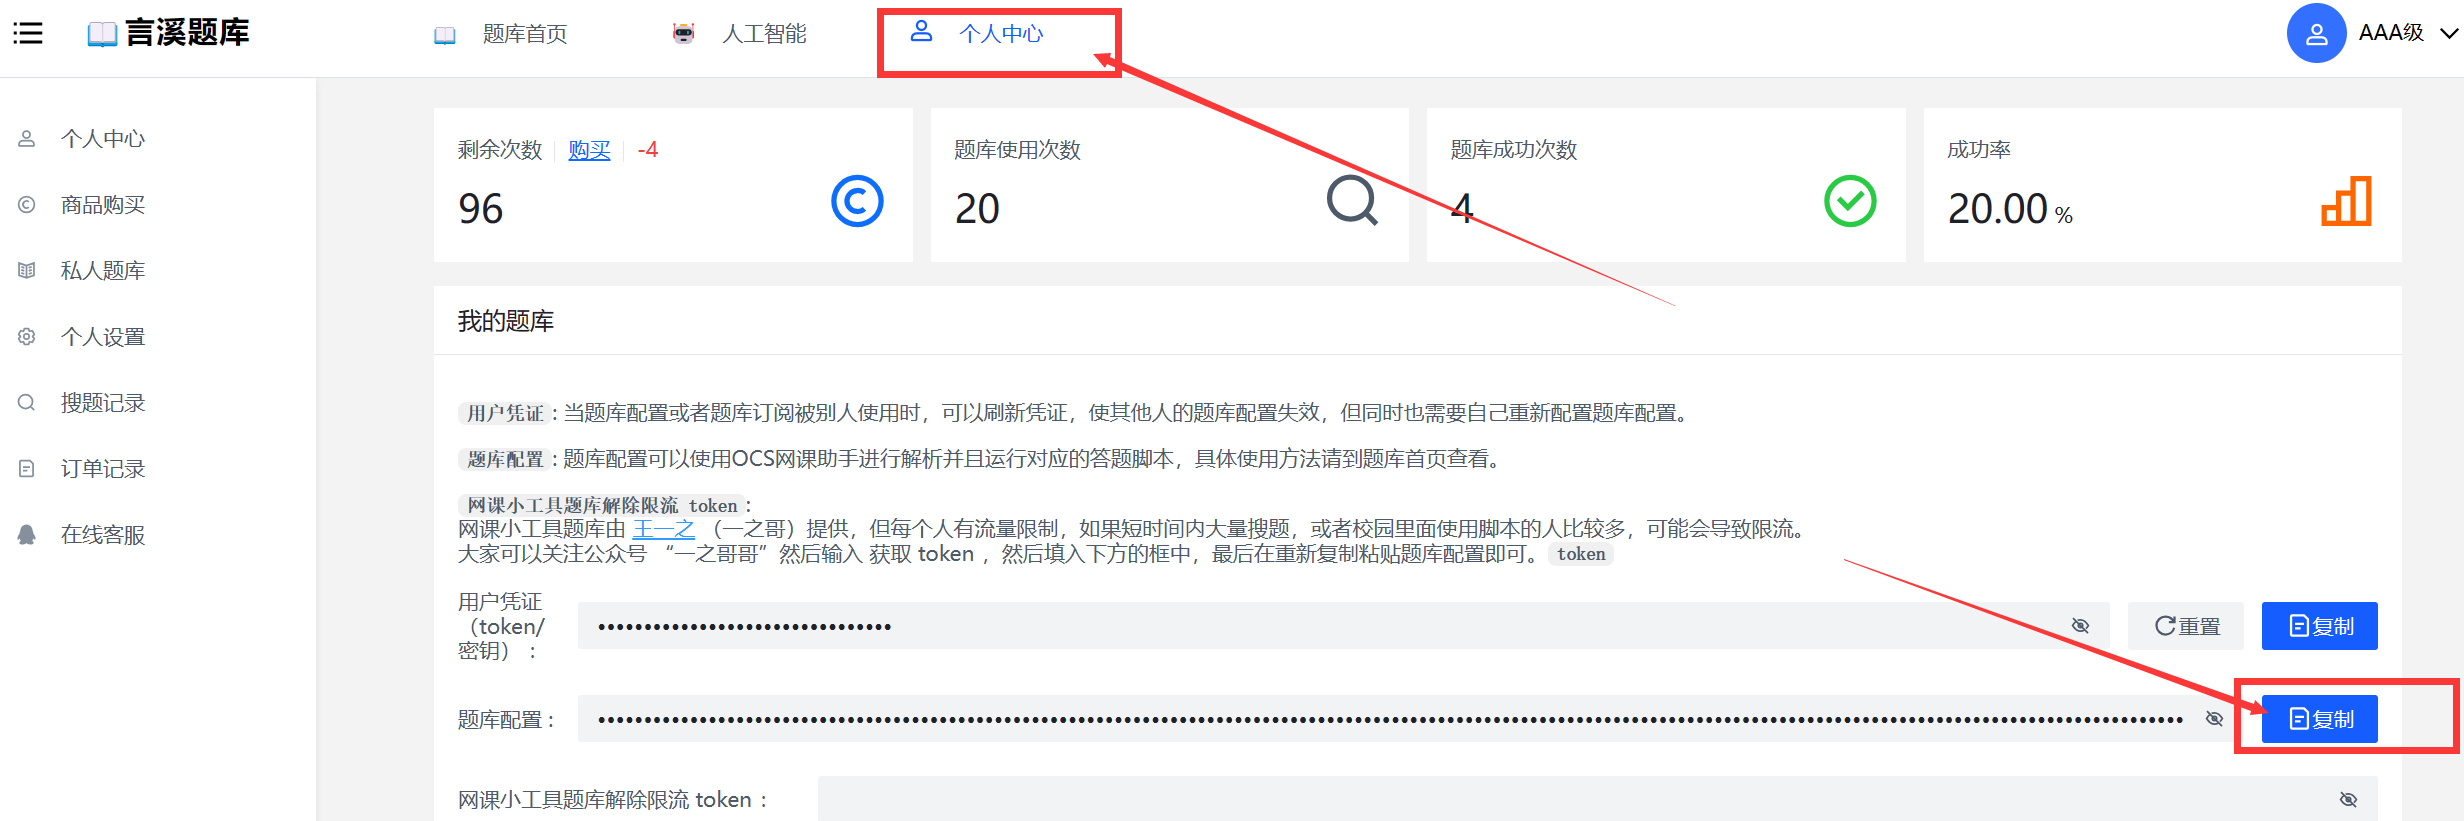 言溪题库
题库首页
人工智能
个人中心
AAA级
个人中心
商品购买
私人题库
个人设置
搜题记录
订单记录
在线客服
剩余次数 购买 -4
96
题库使用次数
20
题库成功次数
4
成功率
20.00 %
我的题库
用户凭证: 当题库配置或者题库订阅被别人使用时，可以刷新凭证，使其他人的题库配置失效，但同时也需要自己重新配置题库配置。
题库配置: 题库配置可以使用OCS网课助手进行解析并且运行对应的答题脚本，具体使用方法请到题库首页查看。
网课小工具题库解除限流 token:
网课小工具题库由 王一之 （一之哥）提供，但每个人有流量限制，如果短时间内大量搜题，或者校园里面使用脚本的人比较多，可能会导致限流。
大家可以关注公众号 “一之哥哥”然后输入 获取 token ，然后填入下方的框中，最后在重新复制粘贴题库配置即可。 token
用户凭证
（token/
密钥）：
重置
复制
题库配置：
复制
网课小工具题库解除限流 token：